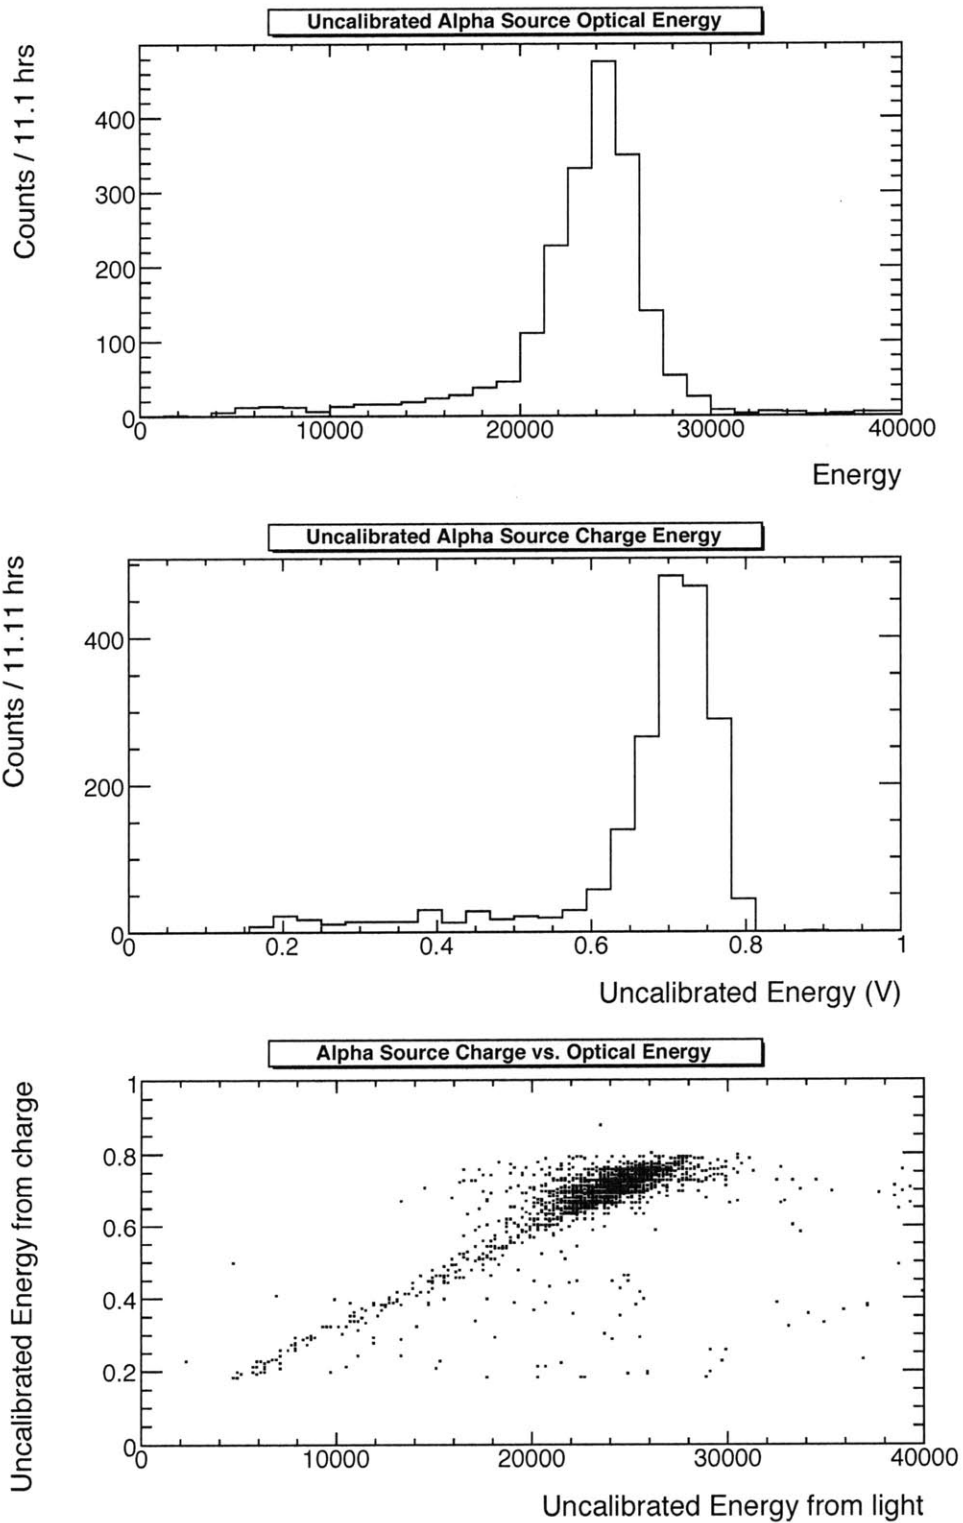 Uncalibrated Alpha Source Optical Energy
Counts / 11.1 hrs
400
300
200
100
0
0 10000 20000 30000 40000
Energy
Uncalibrated Alpha Source Charge Energy
Counts / 11.11 hrs
400
200
0
0 0.2 0.4 0.6 0.8 1
Uncalibrated Energy (V)
Alpha Source Charge vs. Optical Energy
Uncalibrated Energy from charge
1
0.8
0.6
0.4
0.2
0
0 10000 20000 30000 40000
Uncalibrated Energy from light